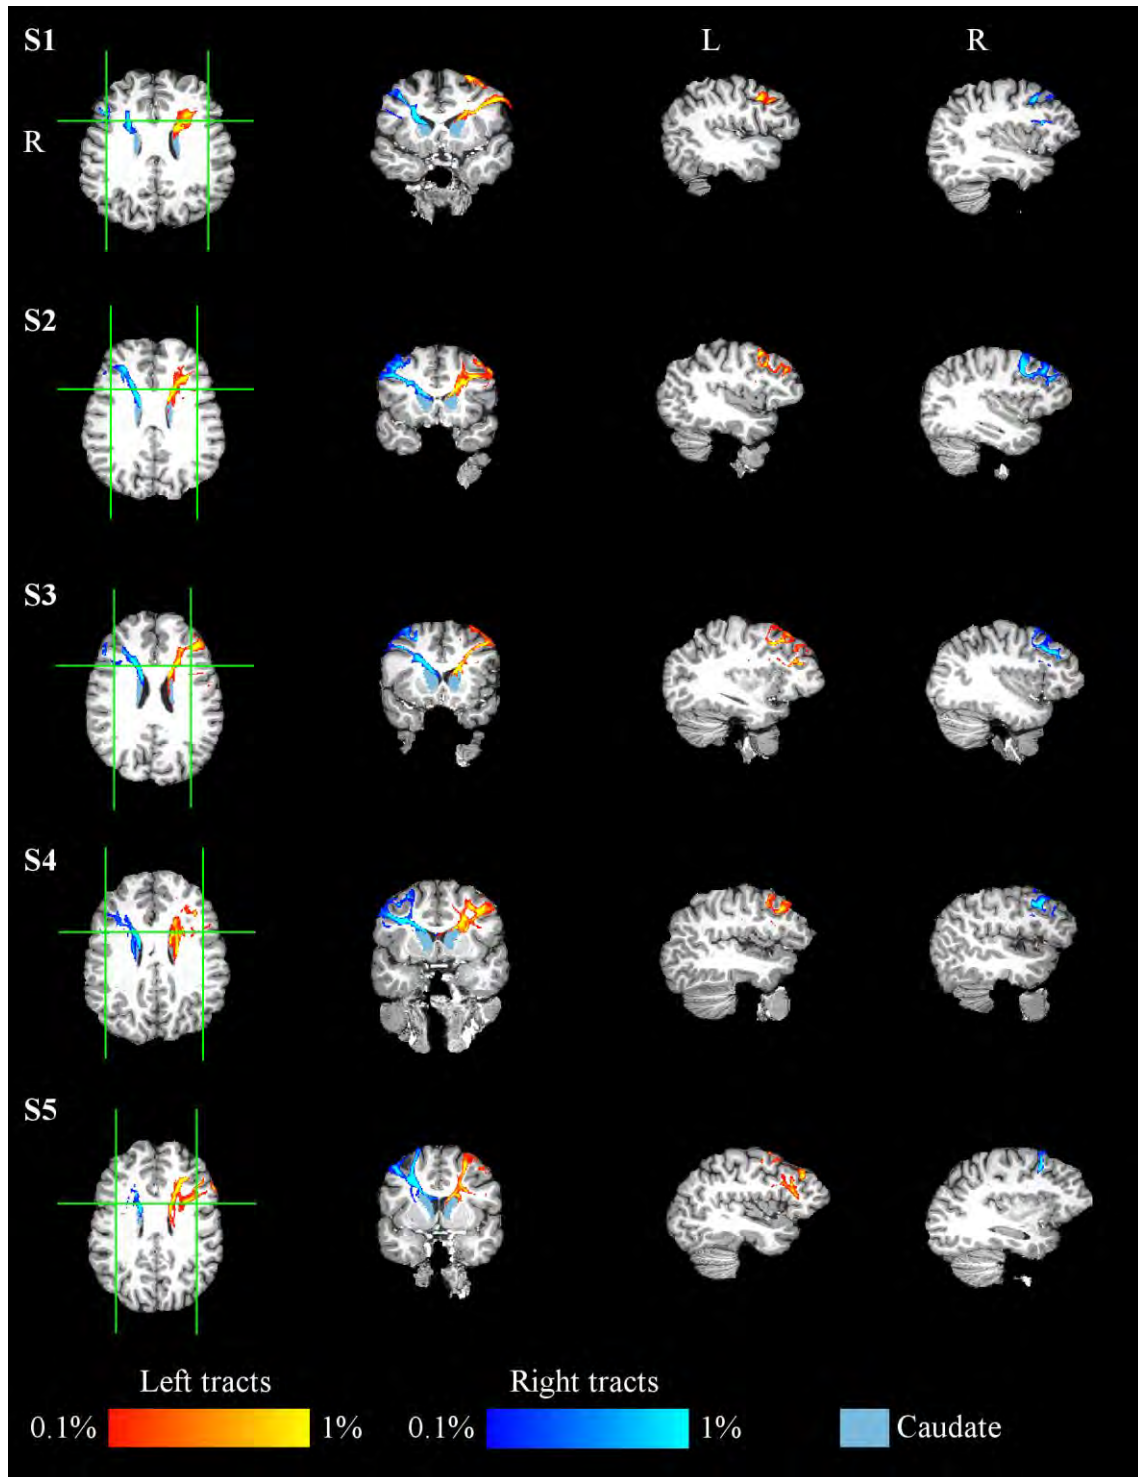 S1
L
R
R
S2
S3
S4
S5
Left tracts
Right tracts
0.1%
1%
0.1%
1%
Caudate